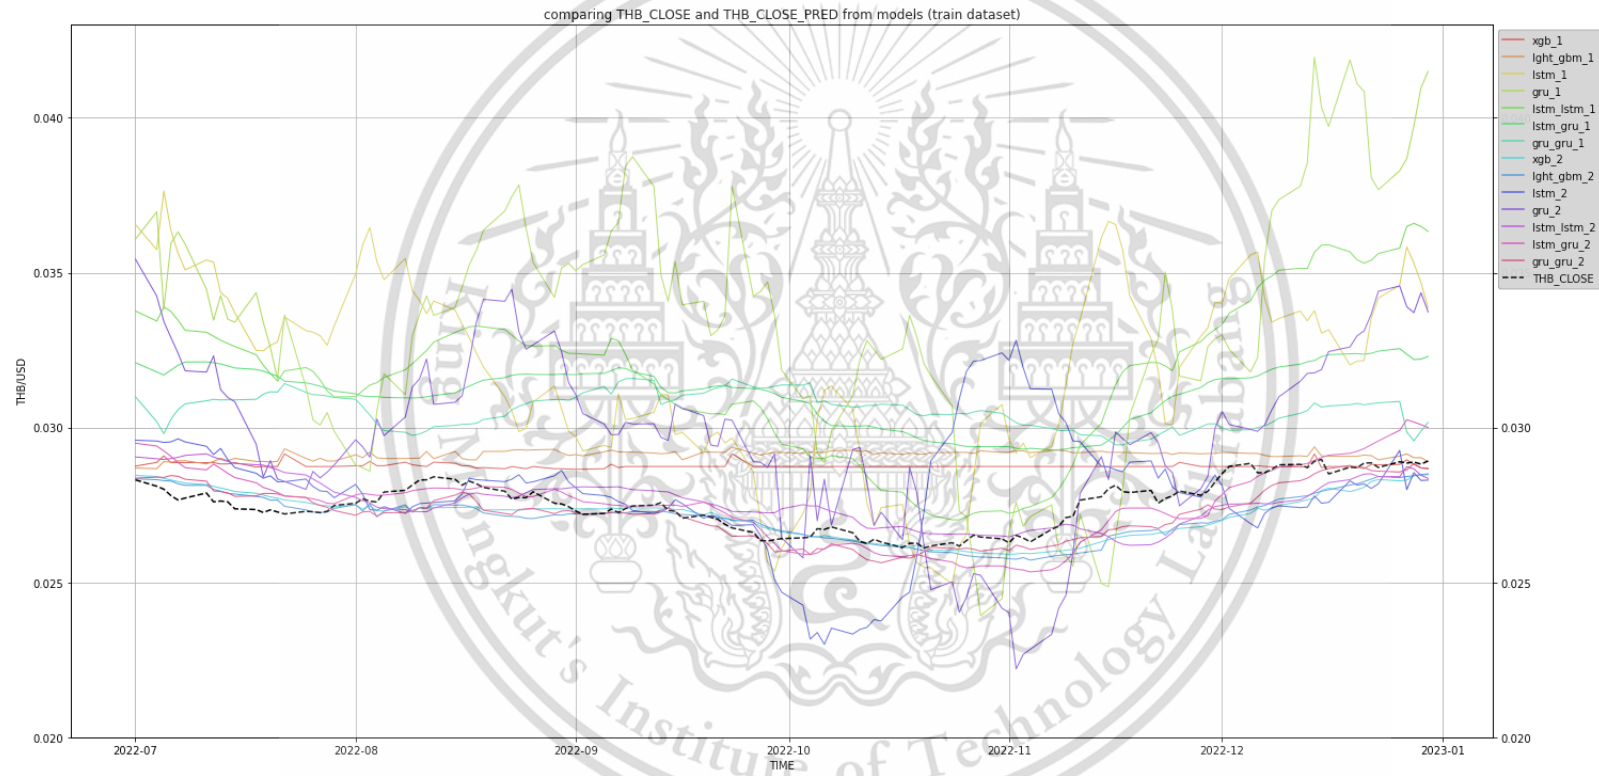 comparing THB_CLOSE and THB_CLOSE_PRED from models (train dataset)
xgb_1
lght_gbm_1
lstm_1
gru_1
lstm_lstm_1
lstm_gru_1
gru_gru_1
xgb_2
lght_gbm_2
lstm_2
gru_2
lstm_lstm_2
lstm_gru_2
gru_gru_2
THB_CLOSE
0.040
0.035
0.030
0.025
0.020
THB/USD
0.030
0.025
0.020
2022-07
2022-08
2022-09
2022-10
2022-11
2022-12
2023-01
TIME
King Mongkut's Institute of Technology Ladkrabang